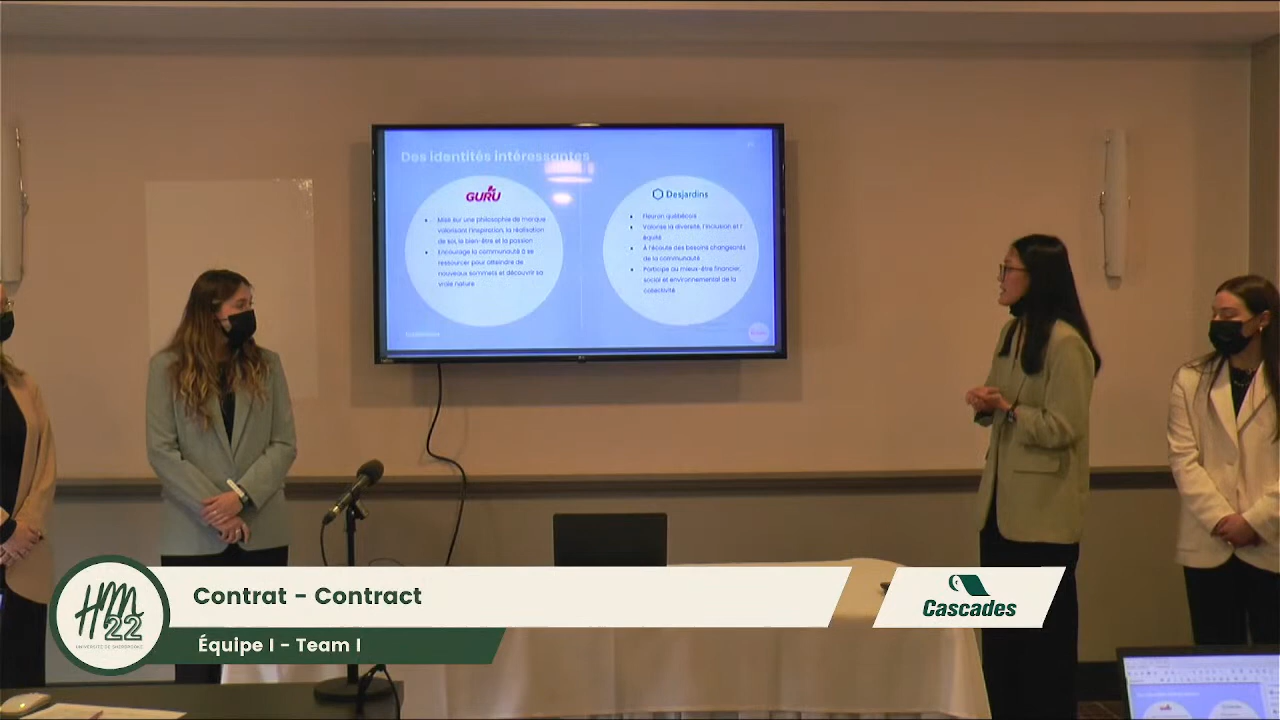 Des identités intéressantes
GURU
Mise sur une philosophie de marque
valorisant l'inspiration, la réalisation
de soi, le bien-être et la passion
Encourage la communauté à se
ressourcer pour atteindre de
nouveaux sommets et découvrir sa
vraie nature
Desjardins
Fleuron québécois
Valorise la diversité, l'inclusion et l'
équité
À l'écoute des besoins changeants
de la communauté
Participe au mieux-être financier,
social et environnemental de la
collectivité
HM
22
UNIVERSITÉ DE SHERBROOKE
Contrat - Contract
Équipe I - Team I
Cascades